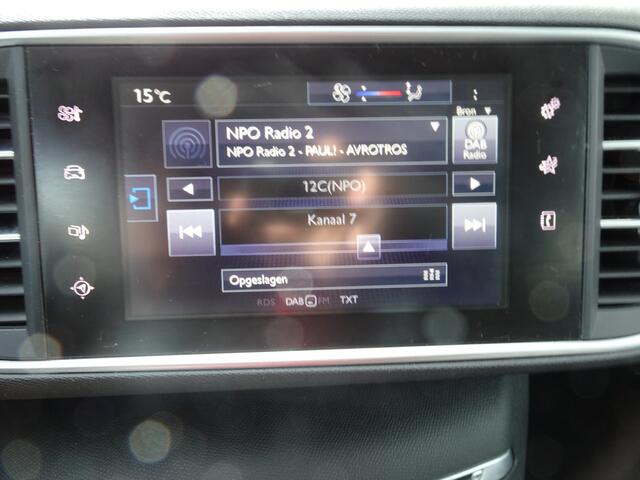 15°C
Bron
NPO Radio 2
NPO Radio 2 - PAUL! - AVROTROS
DAB
Radio
12C(NPO)
Kanaal 7
Opgeslagen
RDS DAB FM TXT